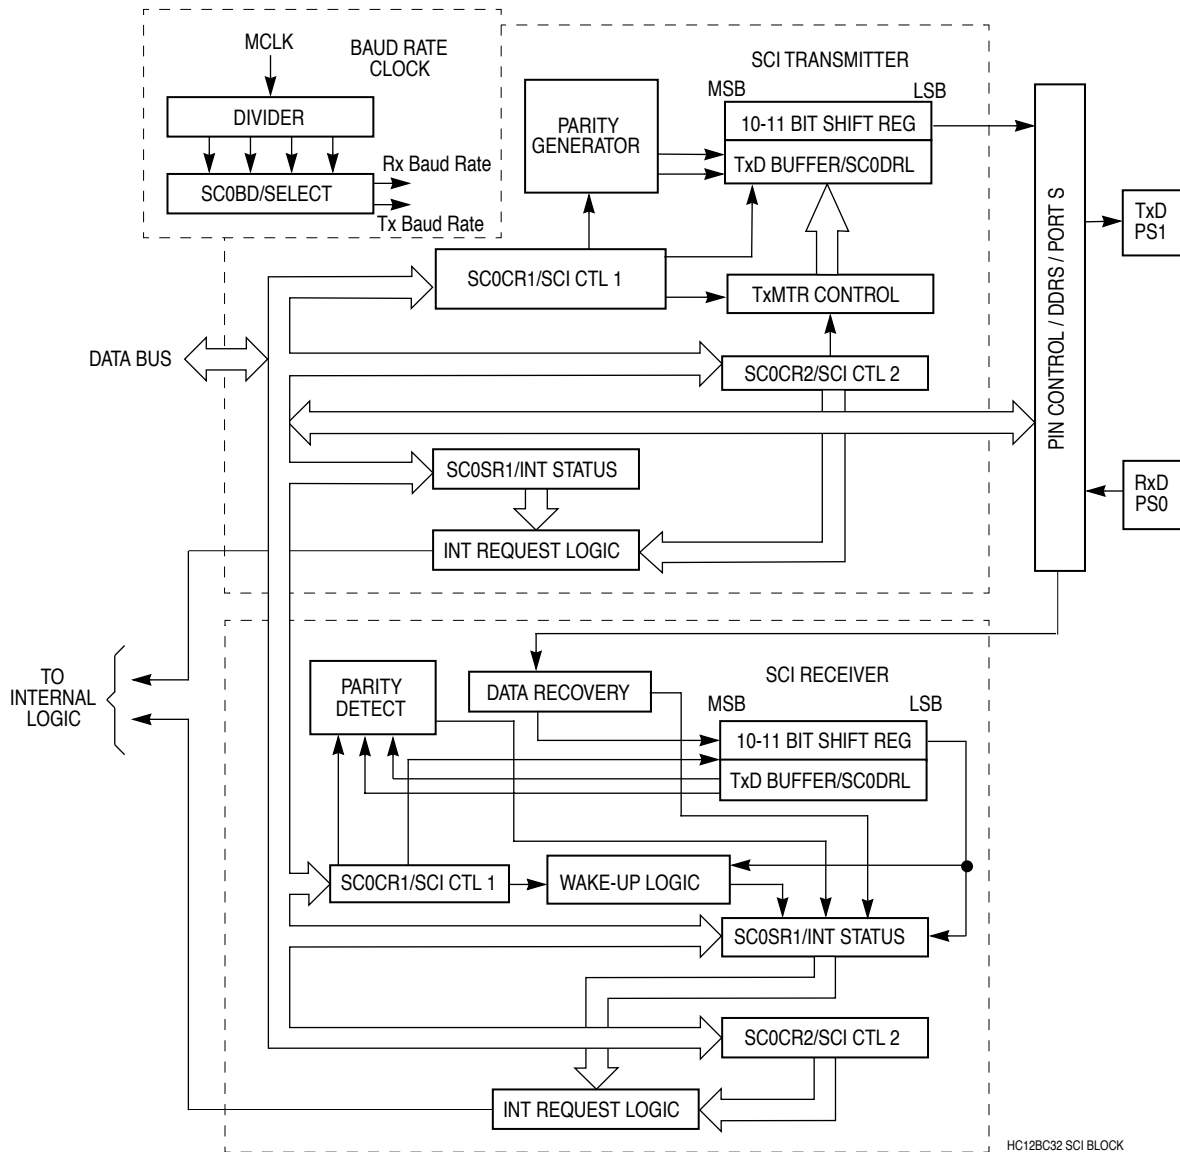 MCLK
BAUD RATE
CLOCK
DIVIDER
SC0BD/SELECT
Rx Baud Rate
Tx Baud Rate
SCI TRANSMITTER
MSB
LSB
PARITY
GENERATOR
10-11 BIT SHIFT REG
TxD BUFFER/SC0DRL
SC0CR1/SCI CTL 1
TxMTR CONTROL
DATA BUS
SC0CR2/SCI CTL 2
SC0SR1/INT STATUS
INT REQUEST LOGIC
PIN CONTROL / DDRS / PORT S
TxD
PS1
RxD
PS0
TO
INTERNAL
LOGIC
SCI RECEIVER
PARITY
DETECT
DATA RECOVERY
MSB
LSB
10-11 BIT SHIFT REG
TxD BUFFER/SC0DRL
SC0CR1/SCI CTL 1
WAKE-UP LOGIC
SC0SR1/INT STATUS
SC0CR2/SCI CTL 2
INT REQUEST LOGIC
HC12BC32 SCI BLOCK